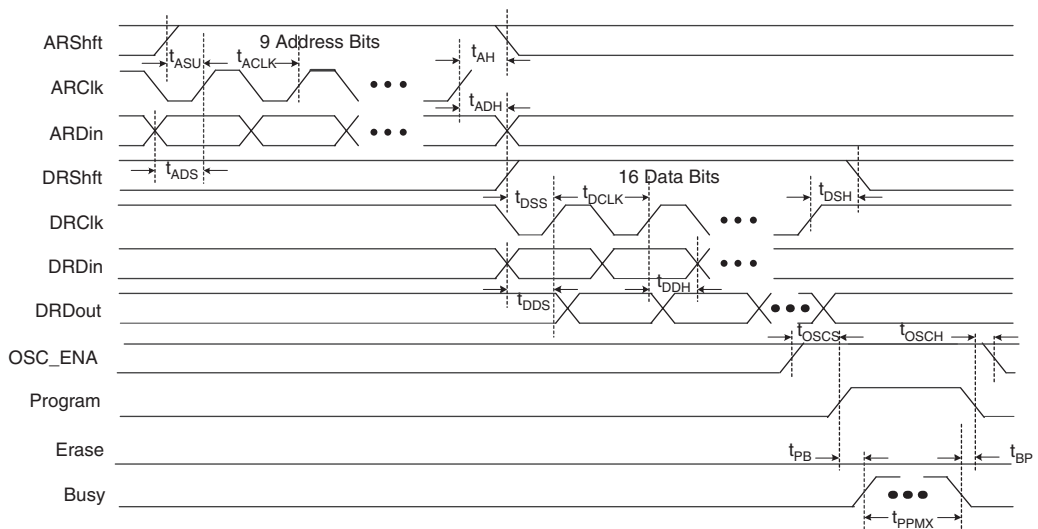 ARShft
9 Address Bits
tASU
tACLK
tAH
ARClk
tADH
ARDin
tADS
DRShft
16 Data Bits
tDSS
tDCLK
tDSH
DRClk
DRDin
tDDS
tDDH
DRDout
tOSCS
tOSCH
OSC_ENA
Program
Erase
tPB
tBP
Busy
tPPMX